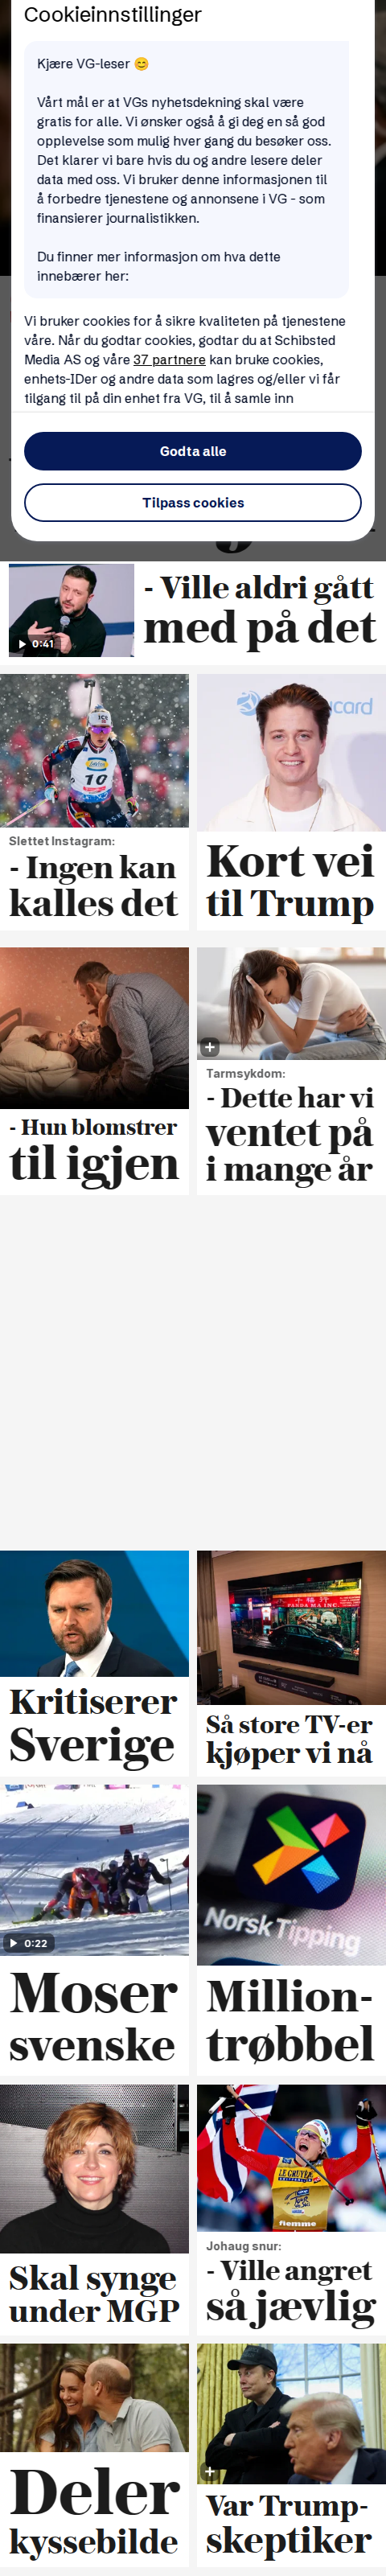 Cookieinnstillinger
Kjære VG-leser 😊
Vårt mål er at VGs nyhetsdekning skal være
gratis for alle. Vi ønsker også å gi deg en så god
opplevelse som mulig hver gang du besøker oss.
Det klarer vi bare hvis du og andre lesere deler
data med oss. Vi bruker denne informasjonen til
å forbedre tjenestene og annonsene i VG - som
finansierer journalistikken.
Du finner mer informasjon om hva dette
innebærer her:
Vi bruker cookies for å sikre kvaliteten på tjenestene
våre. Når du godtar cookies, godtar du at Schibsted
Media AS og våre 37 partnere kan bruke cookies,
enhets-IDer og andre data som lagres og/eller vi får
tilgang til på din enhet fra VG, til å samle inn
Godta alle
Tilpass cookies
0:41
- Ville aldri gått
med på det
10
Slettet Instagram:
- Ingen kan
kalles det
Kort vei
til Trump
- Hun blomstrer
til igjen
Tarmsykdom:
- Dette har vi
ventet på
i mange år
Kritiserer
Sverige
PANDA MA INC
Så store TV-er
kjøper vi nå
0:22
Moser
svenske
Norsk Tipping
Million-
trøbbel
Skal synge
under MGP
LE GRUYÈRE
fiemme
Johaug snur:
- Ville angret
så jævlig
Deler
kyssebilde
Var Trump-
skeptiker